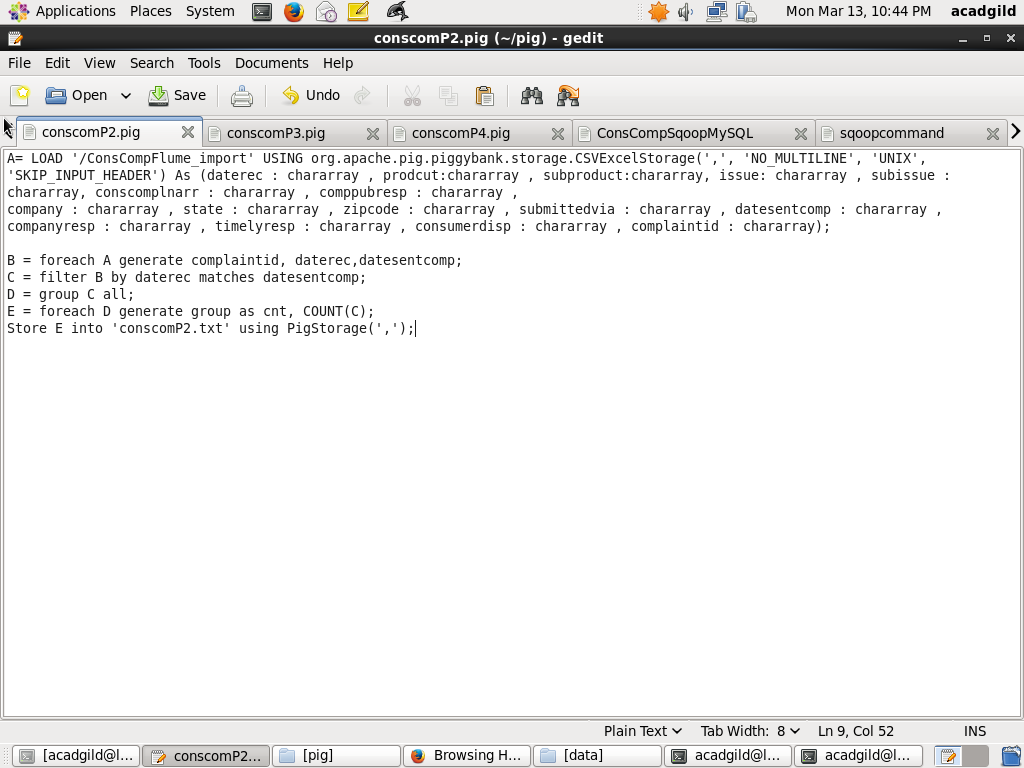 Applications Places System Mon Mar 13, 10:44 PM acadgild
conscomP2.pig (~/pig) - gedit
File Edit View Search Tools Documents Help
Open Save Undo
conscomP2.pig conscomP3.pig conscomP4.pig ConsCompSqoopMySQL sqoopcommand
A= LOAD '/ConsCompFlume_import' USING org.apache.pig.piggybank.storage.CSVExcelStorage(',', 'NO_MULTILINE', 'UNIX',
'SKIP_INPUT_HEADER') As (daterec : chararray , prodcut:chararray , subproduct:chararray, issue: chararray , subissue :
chararray, conscomplnarr : chararray , comppubresp : chararray ,
company : chararray , state : chararray , zipcode : chararray , submittedvia : chararray , datesentcomp : chararray ,
companyresp : chararray , timelyresp : chararray , consumerdisp : chararray , complaintid : chararray);
B = foreach A generate complaintid, daterec,datesentcomp;
C = filter B by daterec matches datesentcomp;
D = group C all;
E = foreach D generate group as cnt, COUNT(C);
Store E into 'conscomP2.txt' using PigStorage(',');
Plain Text Tab Width: 8 Ln 9, Col 52 INS
[acadgild@l... conscomP2... [pig] Browsing H... [data] acadgild@l... acadgild@l...